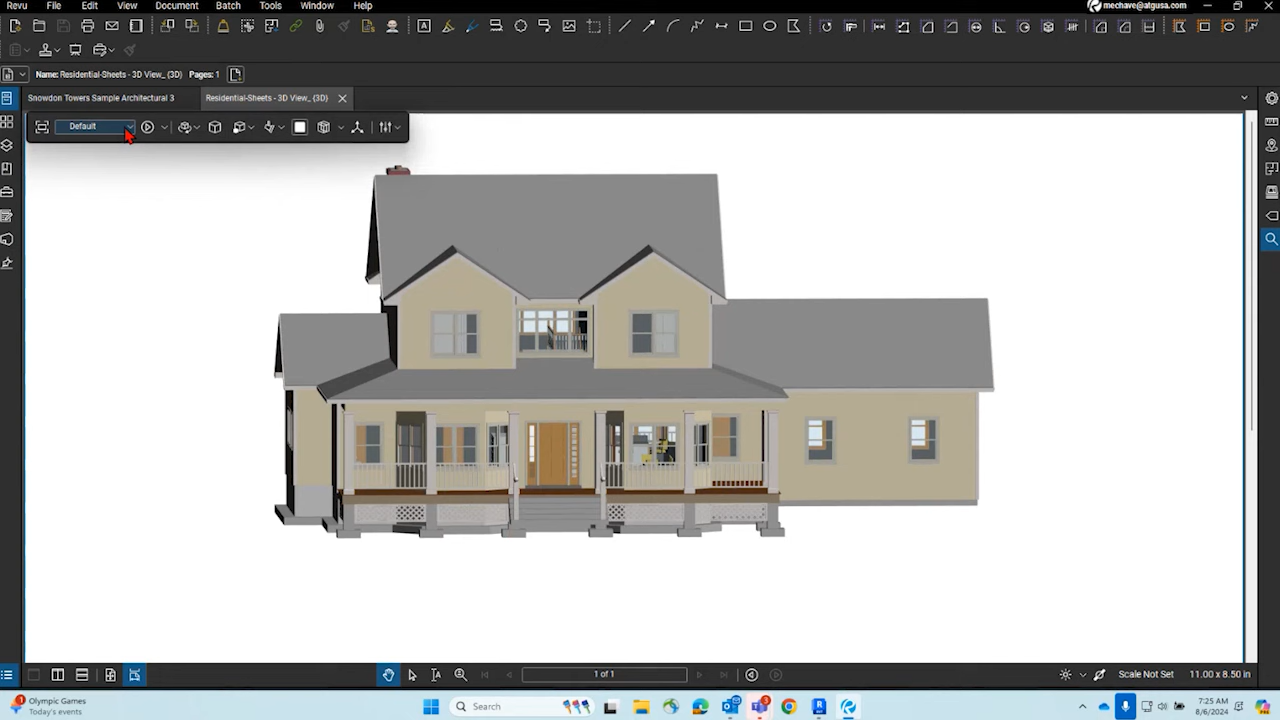 Revu File Edit View Document Batch Tools Window Help
mechave@atgusa.com
Name: Residential-Sheets - 3D View_ (3D) Pages: 1
Snowdon Towers Sample Architectural 3 Residential-Sheets - 3D View_ (3D)
Default
1 of 1
Scale Not Set 11.00 x 8.50 in
Olympic Games
Today's events
Search
7:25 AM
8/6/2024